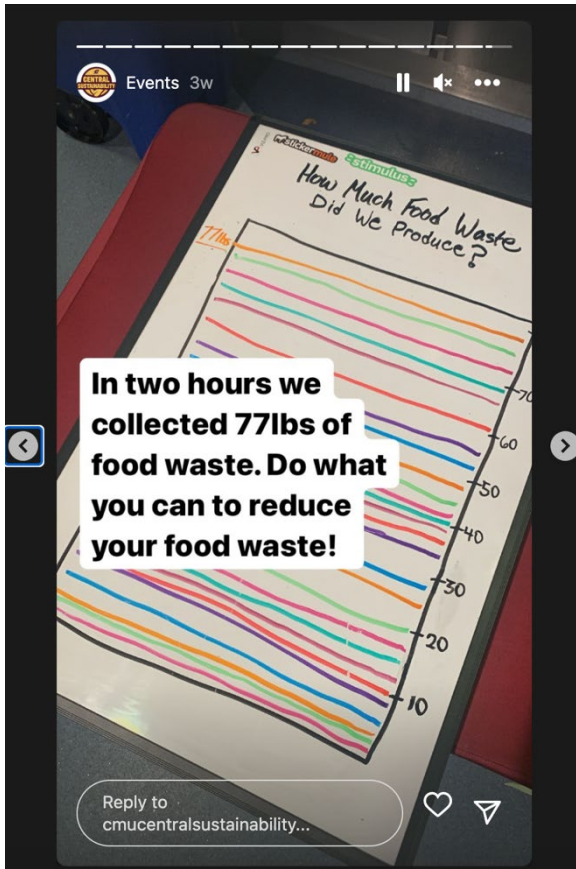 CENTRAL
SUSTAINABILITY
Events 3w
stickermule
stimulus
How Much Food Waste
Did We Produce?
77lbs
70
60
50
40
30
20
10
In two hours we
collected 77lbs of
food waste. Do what
you can to reduce
your food waste!
Reply to
cmucentralsustainability...